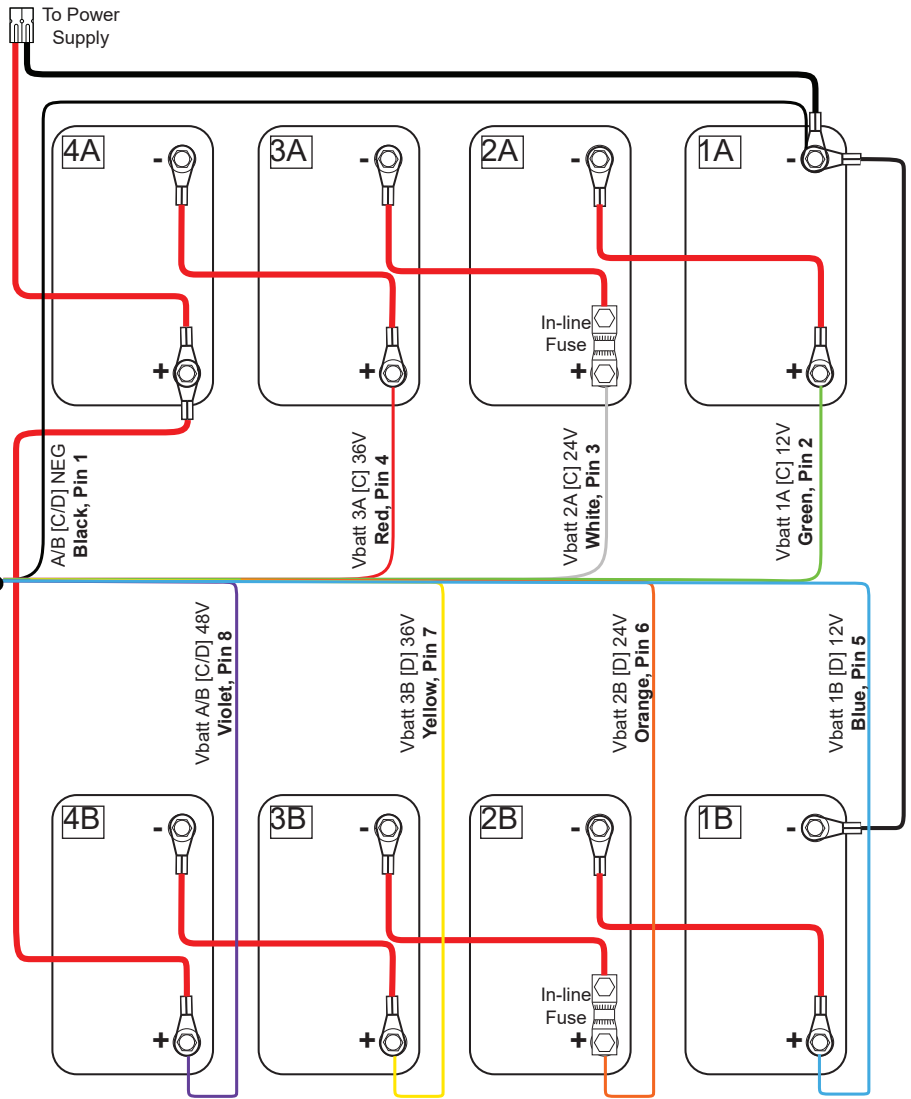 To Power
Supply
4A
3A
2A
1A
-
-
-
-
In-line
Fuse
+
+
+
+
A/B [C/D] NEG
Black, Pin 1
Vbatt 3A [C] 36V
Red, Pin 4
Vbatt 2A [C] 24V
White, Pin 3
Vbatt 1A [C] 12V
Green, Pin 2
Vbatt A/B [C/D] 48V
Violet, Pin 8
Vbatt 3B [D] 36V
Yellow, Pin 7
Vbatt 2B [D] 24V
Orange, Pin 6
Vbatt 1B [D] 12V
Blue, Pin 5
4B
3B
2B
1B
-
-
-
-
In-line
Fuse
+
+
+
+